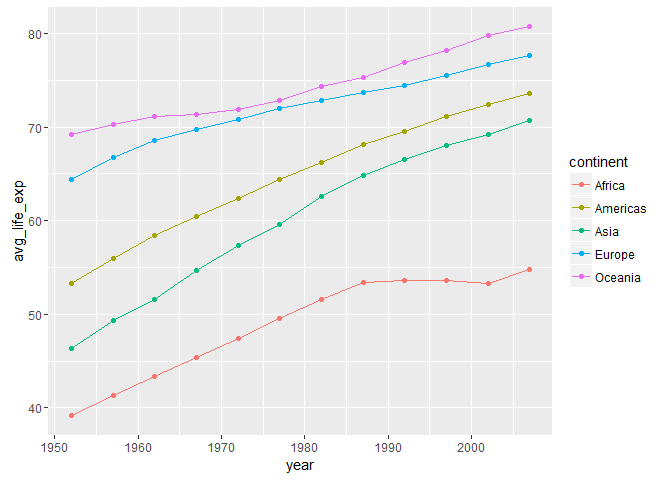 80
70
60
50
40
avg_life_exp
1950 1960 1970 1980 1990 2000
year
continent
Africa
Americas
Asia
Europe
Oceania